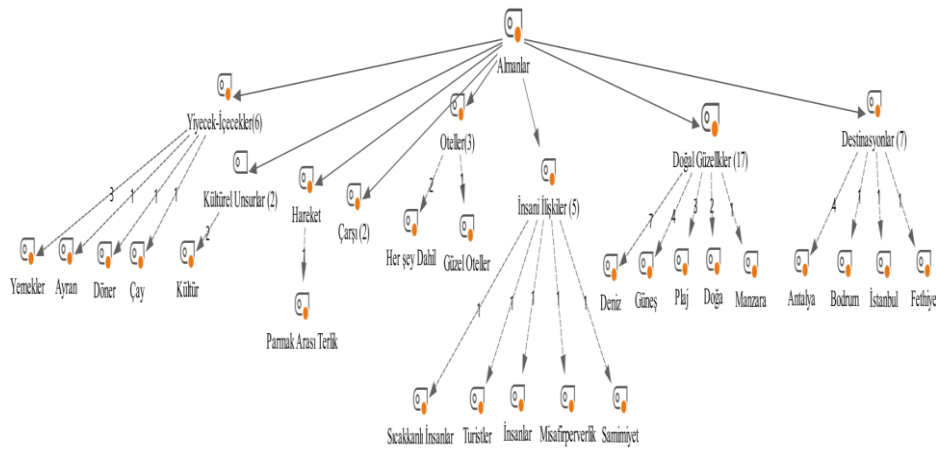 Almanlar
Yiyecek-İçecekler(6)
Oteller(3)
Destinasyonlar (7)
Doğal Güzellkler (17)
Kültürel Unsurlar (2)
Hareket
Çarşı (2)
İnsani İlişkiler (5)
3
1
1
1
2
1
2
1
7
4
3
2
1
4
1
1
1
Yemekler
Ayran
Döner
Çay
Kültür
Her şey Dahil
Güzel Oteller
Deniz
Güneş
Plaj
Doğa
Manzara
Antalya
Bodrum
İstanbul
Fethiye
Parmak Arası Terlik
1
1
1
1
1
Sıcakkanlı İnsanlar
Turistler
İnsanlar
Misafirperverlik
Samimiyet